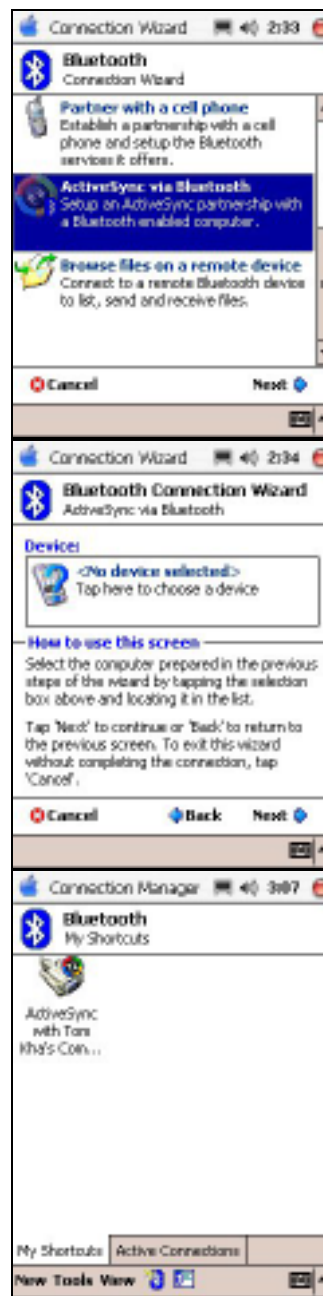 Connection Wizard 2:33
Bluetooth
Connection Wizard
Partner with a cell phone
Establish a partnership with a cell
phone and setup the Bluetooth
services it offers.
ActiveSync via Bluetooth
Setup an ActiveSync partnership with
a Bluetooth enabled computer.
Browse files on a remote device
Connect to a remote Bluetooth device
to list, send and receive files.
Cancel Next
Connection Wizard 2:34
Bluetooth Connection Wizard
ActiveSync via Bluetooth
Device:
<No device selected>
Tap here to choose a device
How to use this screen
Select the computer prepared in the previous
steps of the wizard by tapping the selection
box above and locating it in the list.
Tap 'Next' to continue or 'Back' to return to
the previous screen. To exit this wizard
without completing the connection, tap
'Cancel'.
Cancel Back Next
Connection Manager 3:07
Bluetooth
My Shortcuts
ActiveSync
with Tom
Kha's Com...
My Shortcuts Active Connections
New Tools View